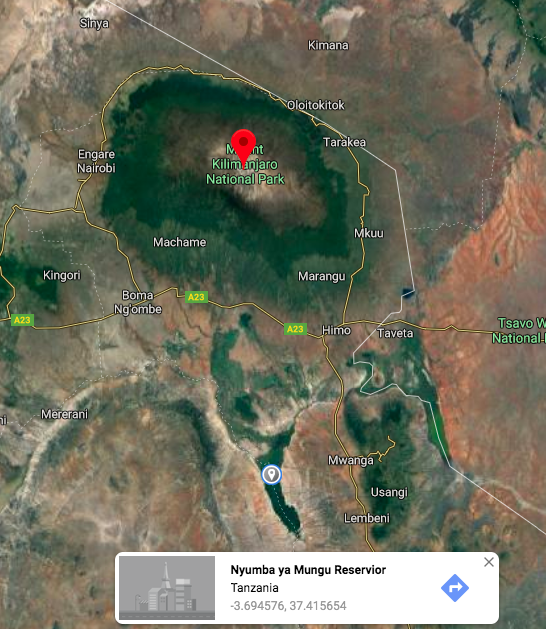 Sinya
Kimana
Oloitokitok
Tarakea
Engare
Nairobi
Kilimanjaro
National Park
Mkuu
Machame
Marangu
Kingori
Boma
Ng'ombe
A23
A23
A23
Himo
Taveta
Tsavo W
National
Mererani
Mwanga
Usangi
Lembeni
Nyumba ya Mungu Reservior
Tanzania
-3.694576, 37.415654